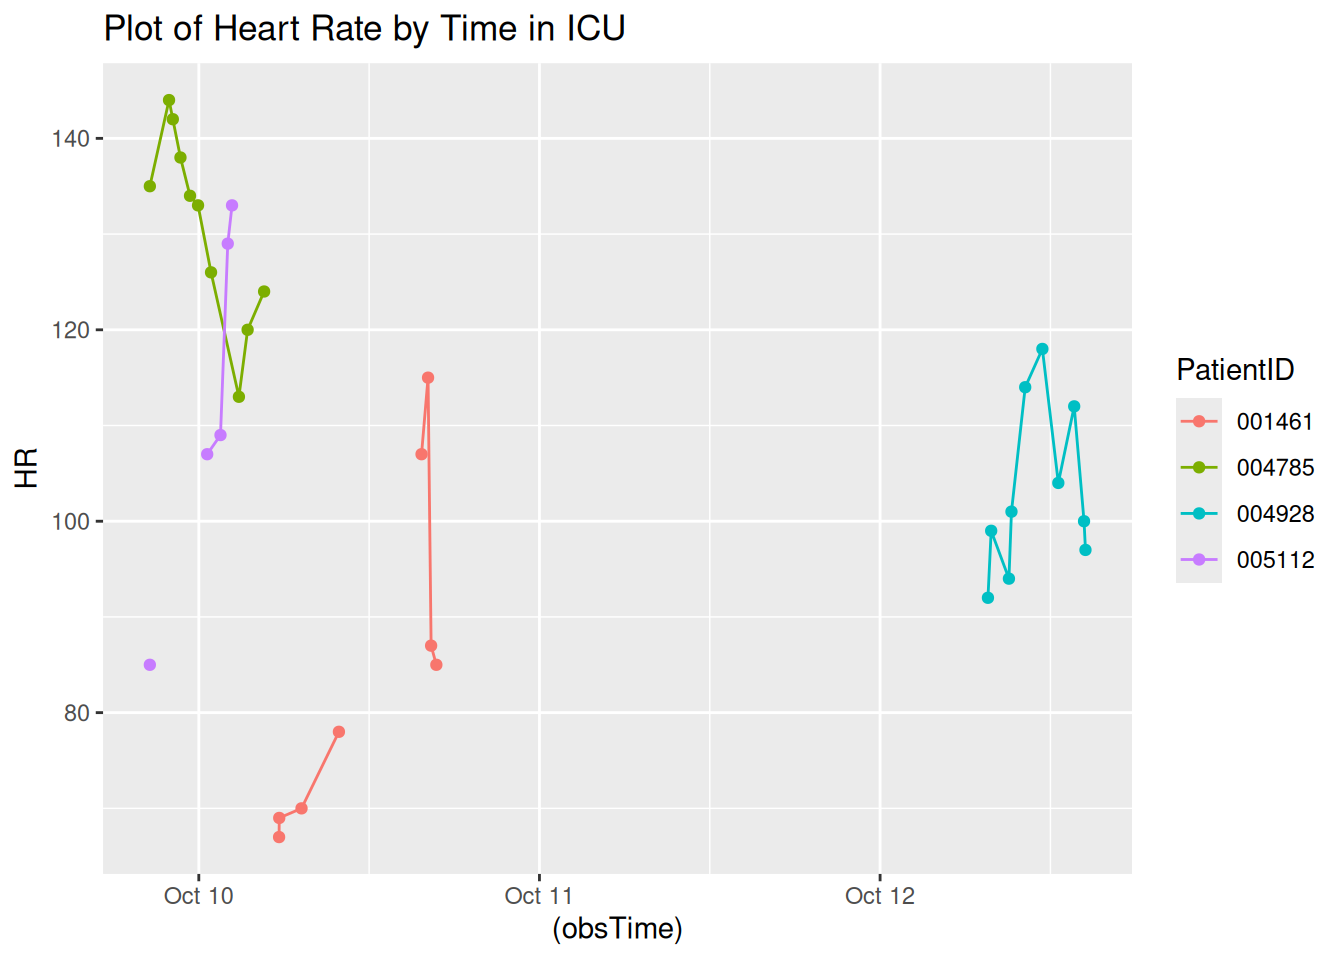 Plot of Heart Rate by Time in ICU
HR
140
120
100
80
Oct 10
Oct 11
Oct 12
(obsTime)
PatientID
001461
004785
004928
005112